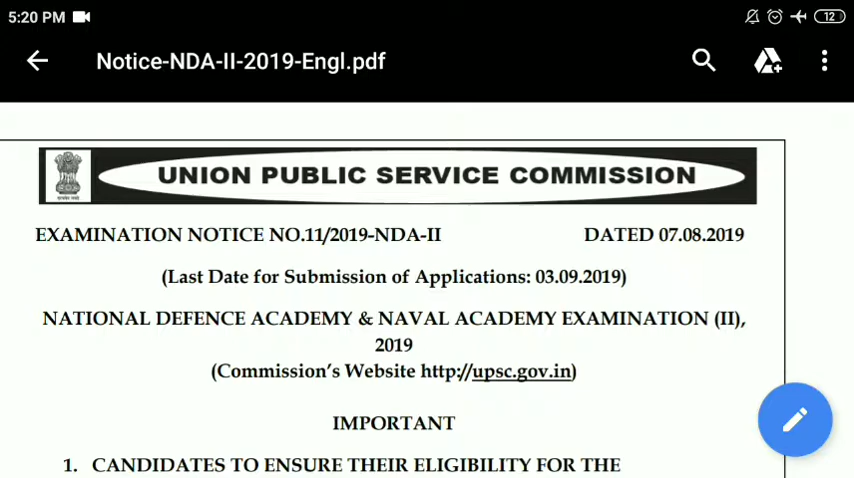 5:20 PM 12
Notice-NDA-II-2019-Engl.pdf
UNION PUBLIC SERVICE COMMISSION
EXAMINATION NOTICE NO.11/2019-NDA-II DATED 07.08.2019
(Last Date for Submission of Applications: 03.09.2019)
NATIONAL DEFENCE ACADEMY & NAVAL ACADEMY EXAMINATION (II),
2019
(Commission's Website http://upsc.gov.in)
IMPORTANT
1. CANDIDATES TO ENSURE THEIR ELIGIBILITY FOR THE